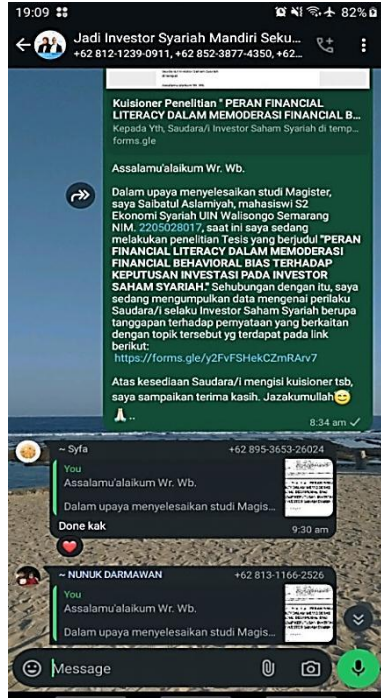 19:09
82%
Jadi Investor Syariah Mandiri Seku...
+62 812-1239-0911, +62 852-3877-4350, +62...
Kuisioner Penelitian " PERAN FINANCIAL
LITERACY DALAM MEMODERASI FINANCIAL B...
Kepada Yth, Saudara/i Investor Saham Syariah di temp...
forms.gle
Assalamu'alaikum Wr. Wb.
Dalam upaya menyelesaikan studi Magister,
saya Saibatul Aslamiyah, mahasiswi S2
Ekonomi Syariah UIN Walisongo Semarang
NIM. 2205028017, saat ini saya sedang
melakukan penelitian Tesis yang berjudul "PERAN
FINANCIAL LITERACY DALAM MEMODERASI
FINANCIAL BEHAVIORAL BIAS TERHADAP
KEPUTUSAN INVESTASI PADA INVESTOR
SAHAM SYARIAH." Sehubungan dengan itu, saya
sedang mengumpulkan data mengenai perilaku
Saudara/i selaku Investor Saham Syariah berupa
tanggapan terhadap pernyataan yang berkaitan
dengan topik tersebut yg terdapat pada link
berikut:
https://forms.gle/y2FvFSHekCZmRArv7
Atas kesediaan Saudara/i mengisi kuisioner tsb,
saya sampaikan terima kasih. Jazakumullah😊
🙏🏻..
8:34 am ✓
~ Syfa +62 895-3653-26024
You
Assalamu'alaikum Wr. Wb.
Dalam upaya menyelesaikan studi Magis...
Done kak
9:30 am
~ NUNUK DARMAWAN +62 813-1166-2526
You
Assalamu'alaikum Wr. Wb.
Dalam upaya menyelesaikan studi Magis...
Message